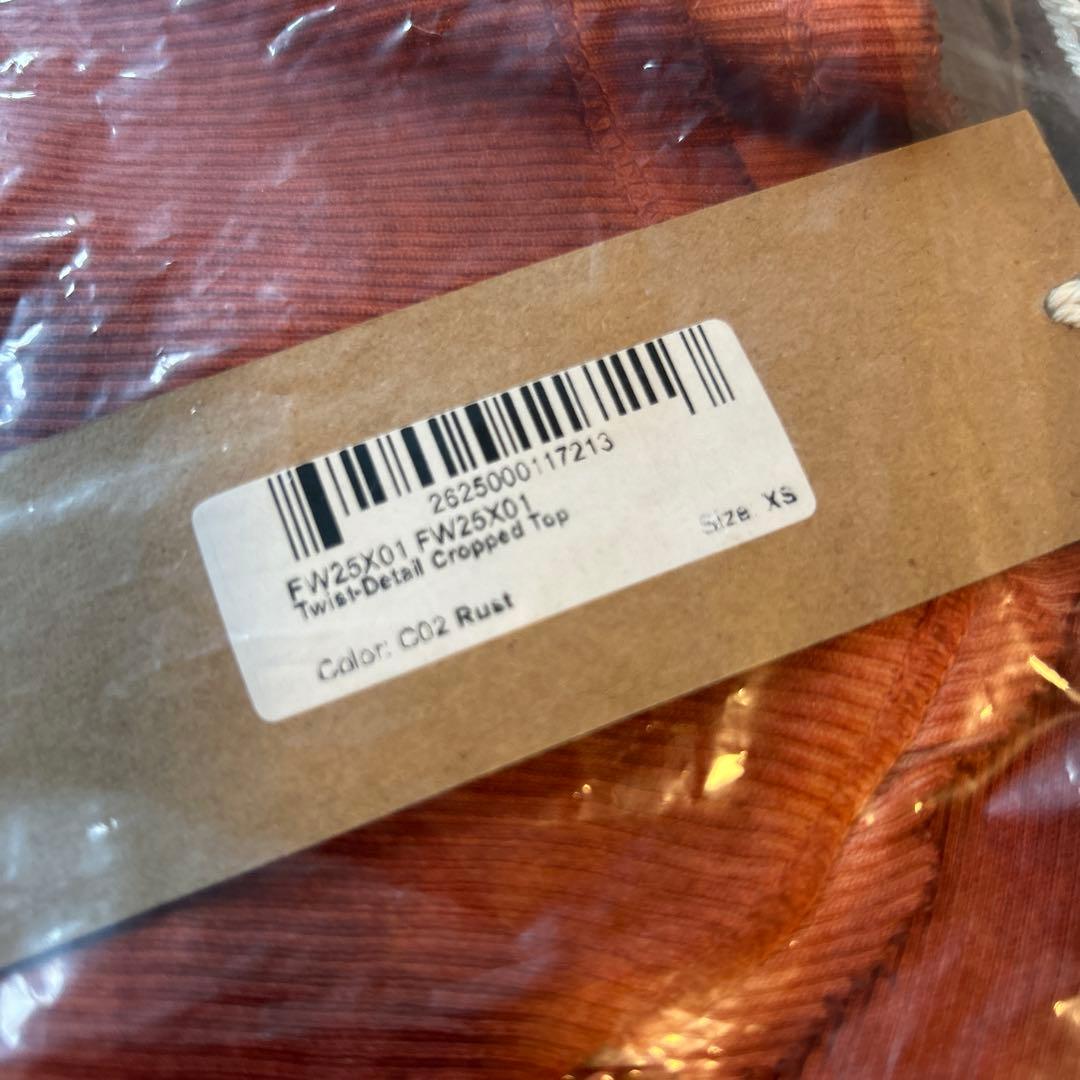 2625000117213
FW25X01 FW25X01
Twist-Detail Cropped Top
Color: C02 Rust Size: XS